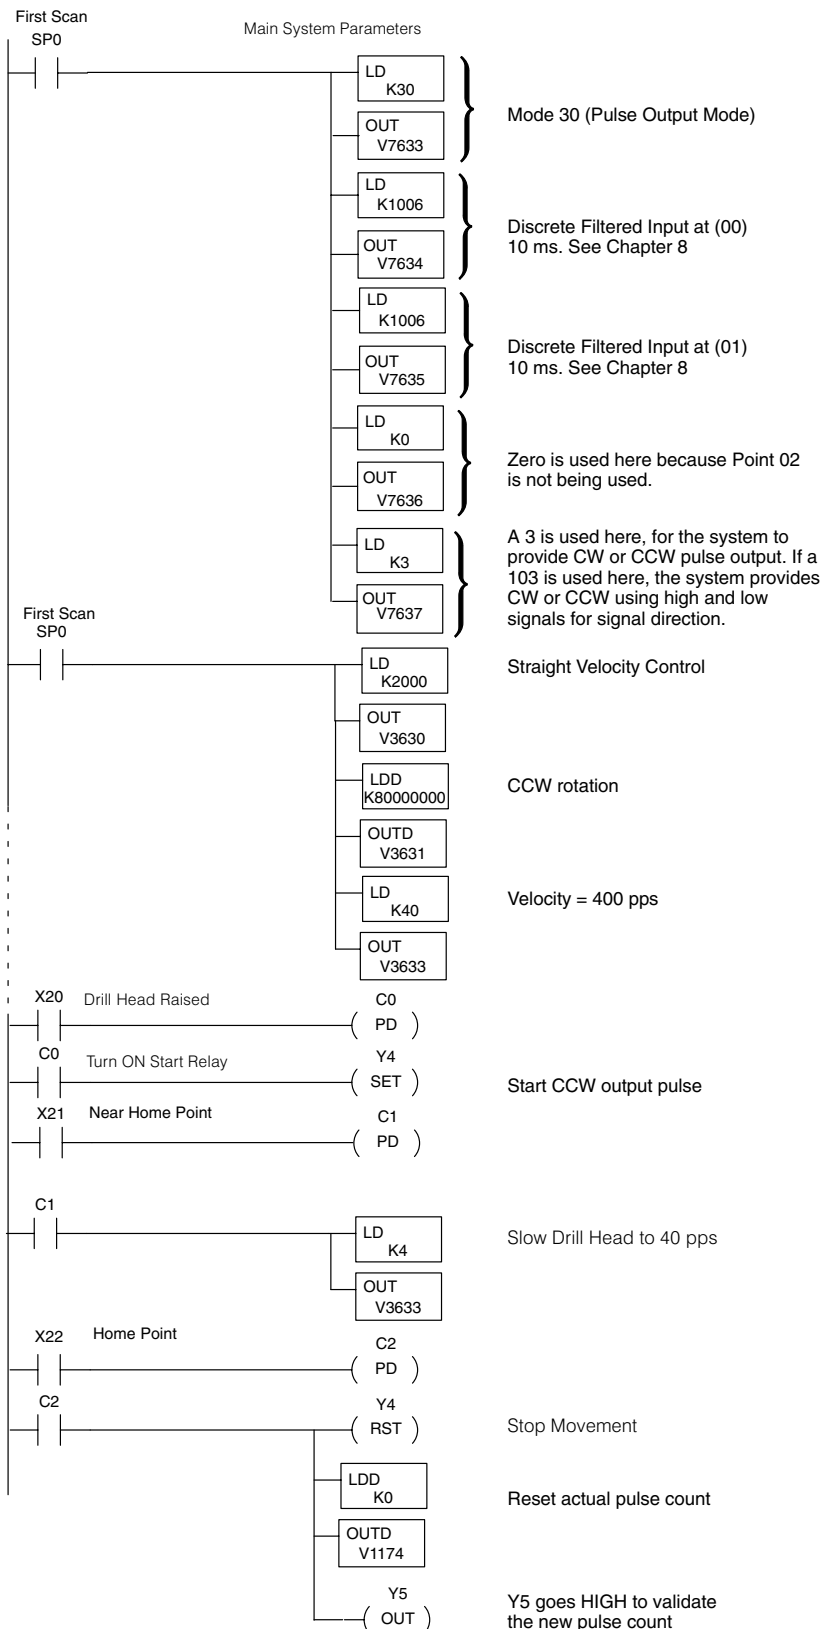 First Scan
SP0
Main System Parameters
LD
K30
OUT
V7633
Mode 30 (Pulse Output Mode)
LD
K1006
OUT
V7634
Discrete Filtered Input at (00)
10 ms. See Chapter 8
LD
K1006
OUT
V7635
Discrete Filtered Input at (01)
10 ms. See Chapter 8
LD
K0
OUT
V7636
Zero is used here because Point 02
is not being used.
LD
K3
OUT
V7637
A 3 is used here, for the system to
provide CW or CCW pulse output. If a
103 is used here, the system provides
CW or CCW using high and low
signals for signal direction.
First Scan
SP0
LD
K2000
Straight Velocity Control
OUT
V3630
LDD
K80000000
CCW rotation
OUTD
V3631
LD
K40
Velocity = 400 pps
OUT
V3633
X20
Drill Head Raised
C0
PD
C0
Turn ON Start Relay
Y4
SET
Start CCW output pulse
X21
Near Home Point
C1
PD
C1
LD
K4
Slow Drill Head to 40 pps
OUT
V3633
X22
Home Point
C2
PD
C2
Y4
RST
Stop Movement
LDD
K0
Reset actual pulse count
OUTD
V1174
Y5
OUT
Y5 goes HIGH to validate
the new pulse count